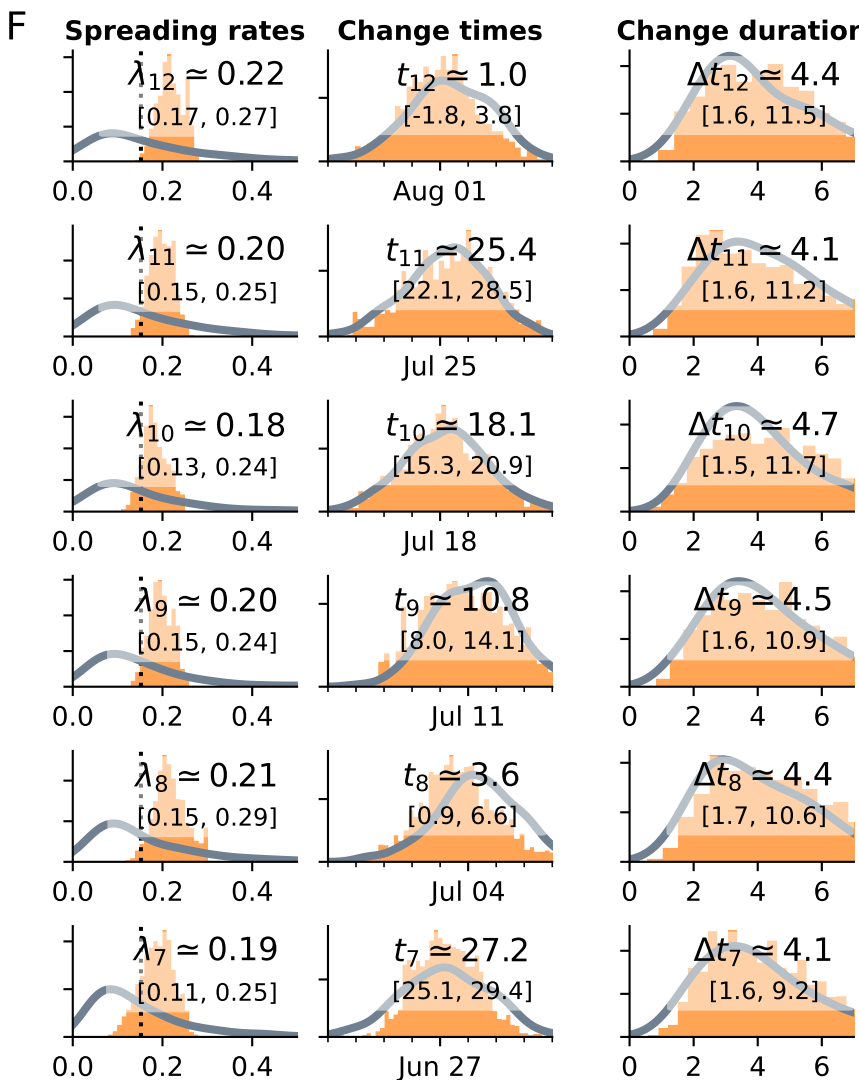 F
Spreading rates Change times Change duration
λ12 ≃ 0.22 t12 ≃ 1.0 Δt12 ≃ 4.4
[0.17, 0.27] [-1.8, 3.8] [1.6, 11.5]
0.0 0.2 0.4 Aug 01 0 2 4 6
λ11 ≃ 0.20 t11 ≃ 25.4 Δt11 ≃ 4.1
[0.15, 0.25] [22.1, 28.5] [1.6, 11.2]
0.0 0.2 0.4 Jul 25 0 2 4 6
λ10 ≃ 0.18 t10 ≃ 18.1 Δt10 ≃ 4.7
[0.13, 0.24] [15.3, 20.9] [1.5, 11.7]
0.0 0.2 0.4 Jul 18 0 2 4 6
λ9 ≃ 0.20 t9 ≃ 10.8 Δt9 ≃ 4.5
[0.15, 0.24] [8.0, 14.1] [1.6, 10.9]
0.0 0.2 0.4 Jul 11 0 2 4 6
λ8 ≃ 0.21 t8 ≃ 3.6 Δt8 ≃ 4.4
[0.15, 0.29] [0.9, 6.6] [1.7, 10.6]
0.0 0.2 0.4 Jul 04 0 2 4 6
λ7 ≃ 0.19 t7 ≃ 27.2 Δt7 ≃ 4.1
[0.11, 0.25] [25.1, 29.4] [1.6, 9.2]
0.0 0.2 0.4 Jun 27 0 2 4 6